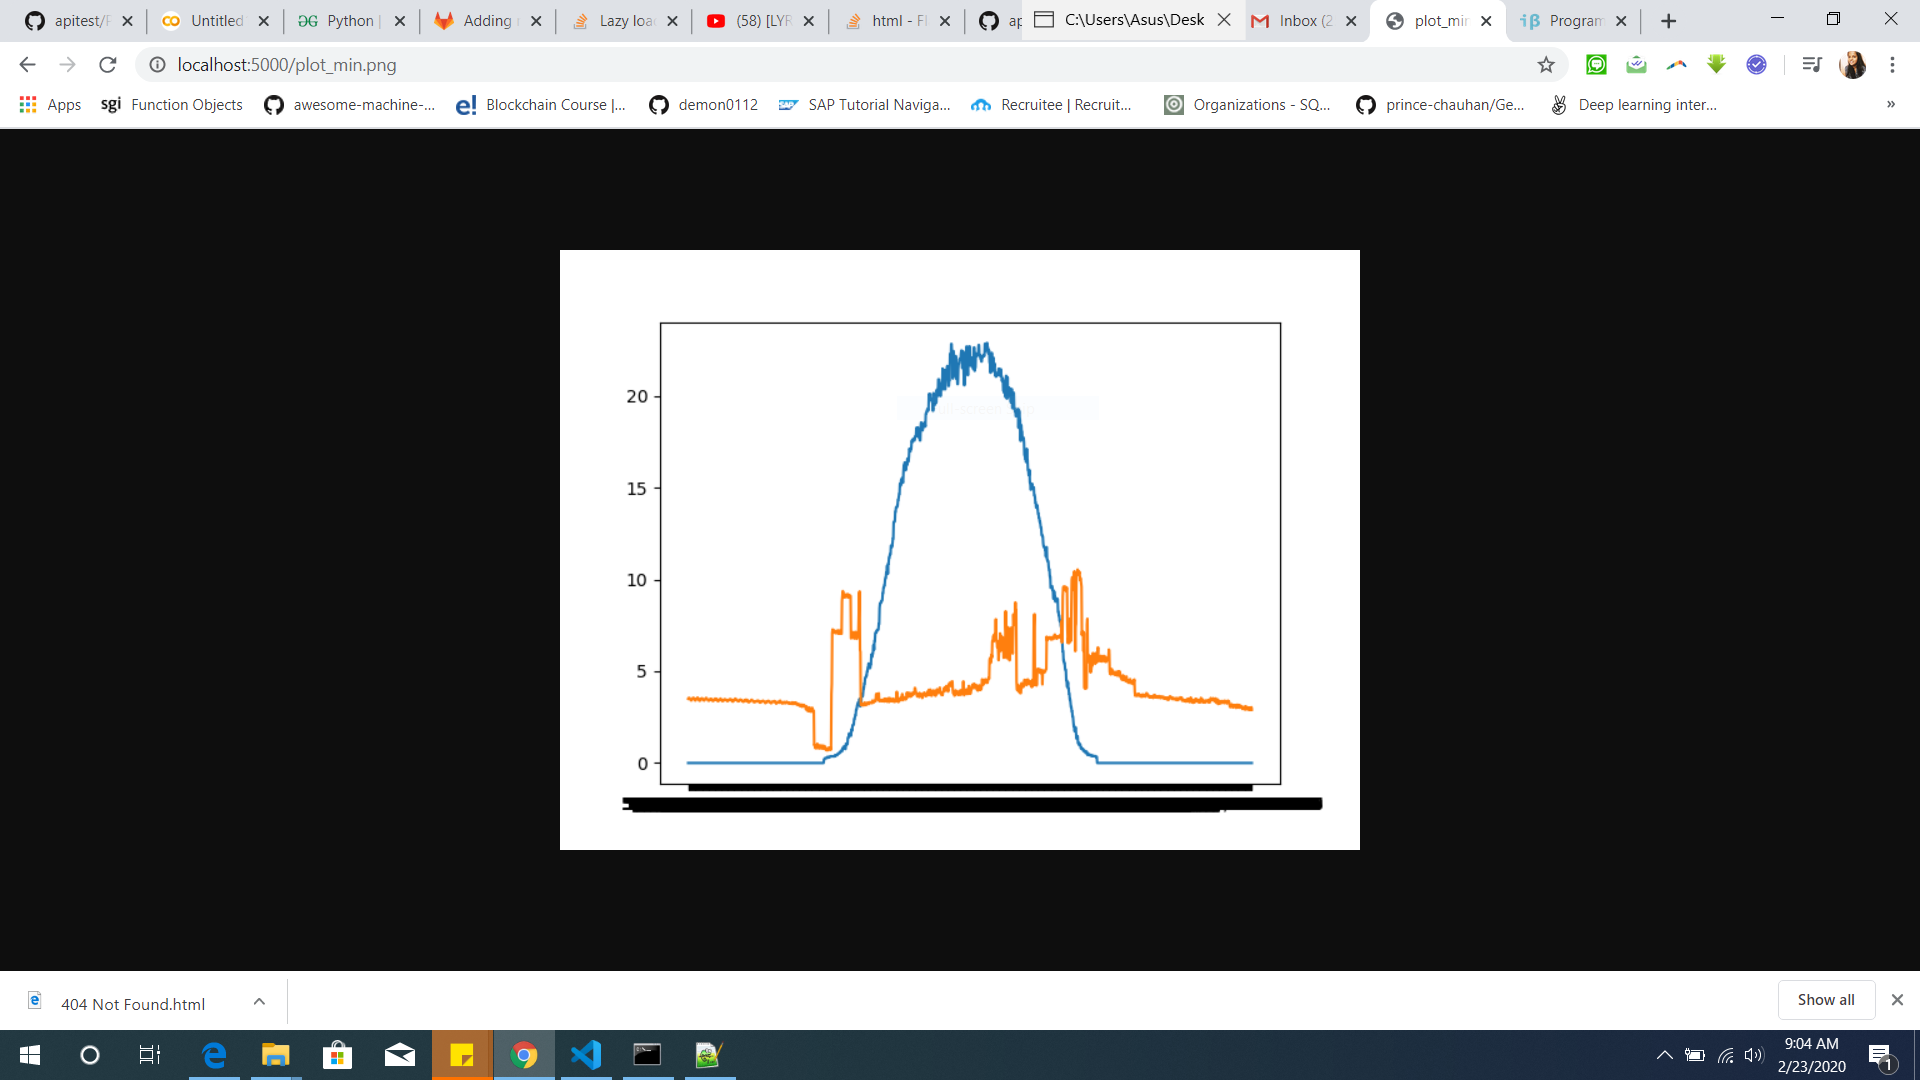 apitest/
Untitled
Python |
Adding
Lazy loa
(58) [LYR
html - Fl
ap
C:\Users\Asus\Desk
Inbox (2
plot_min
Program
localhost:5000/plot_min.png
Apps
sgi Function Objects
awesome-machine-...
e! Blockchain Course |...
demon0112
SAP SAP Tutorial Naviga...
Recruitee | Recruit...
Organizations - SQ...
prince-chauhan/Ge...
Deep learning inter...
»
20
15
10
5
0
404 Not Found.html
Show all
9:04 AM
2/23/2020
1